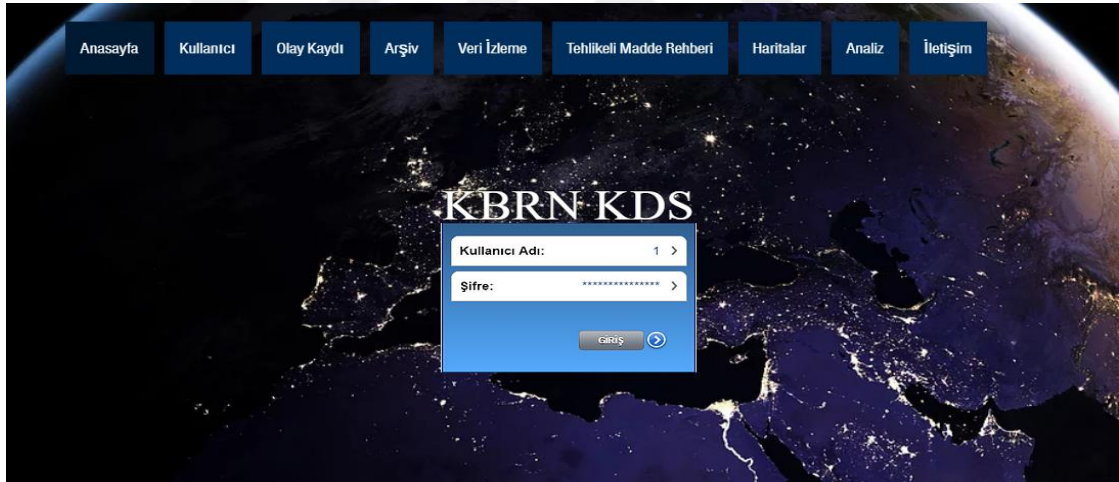 Anasayfa Kullanıcı Olay Kaydı Arşiv Veri İzleme Tehlikeli Madde Rehberi Haritalar Analiz İletişim
KBRN KDS
Kullanıcı Adı: 1
Şifre: ***************
GİRİŞ